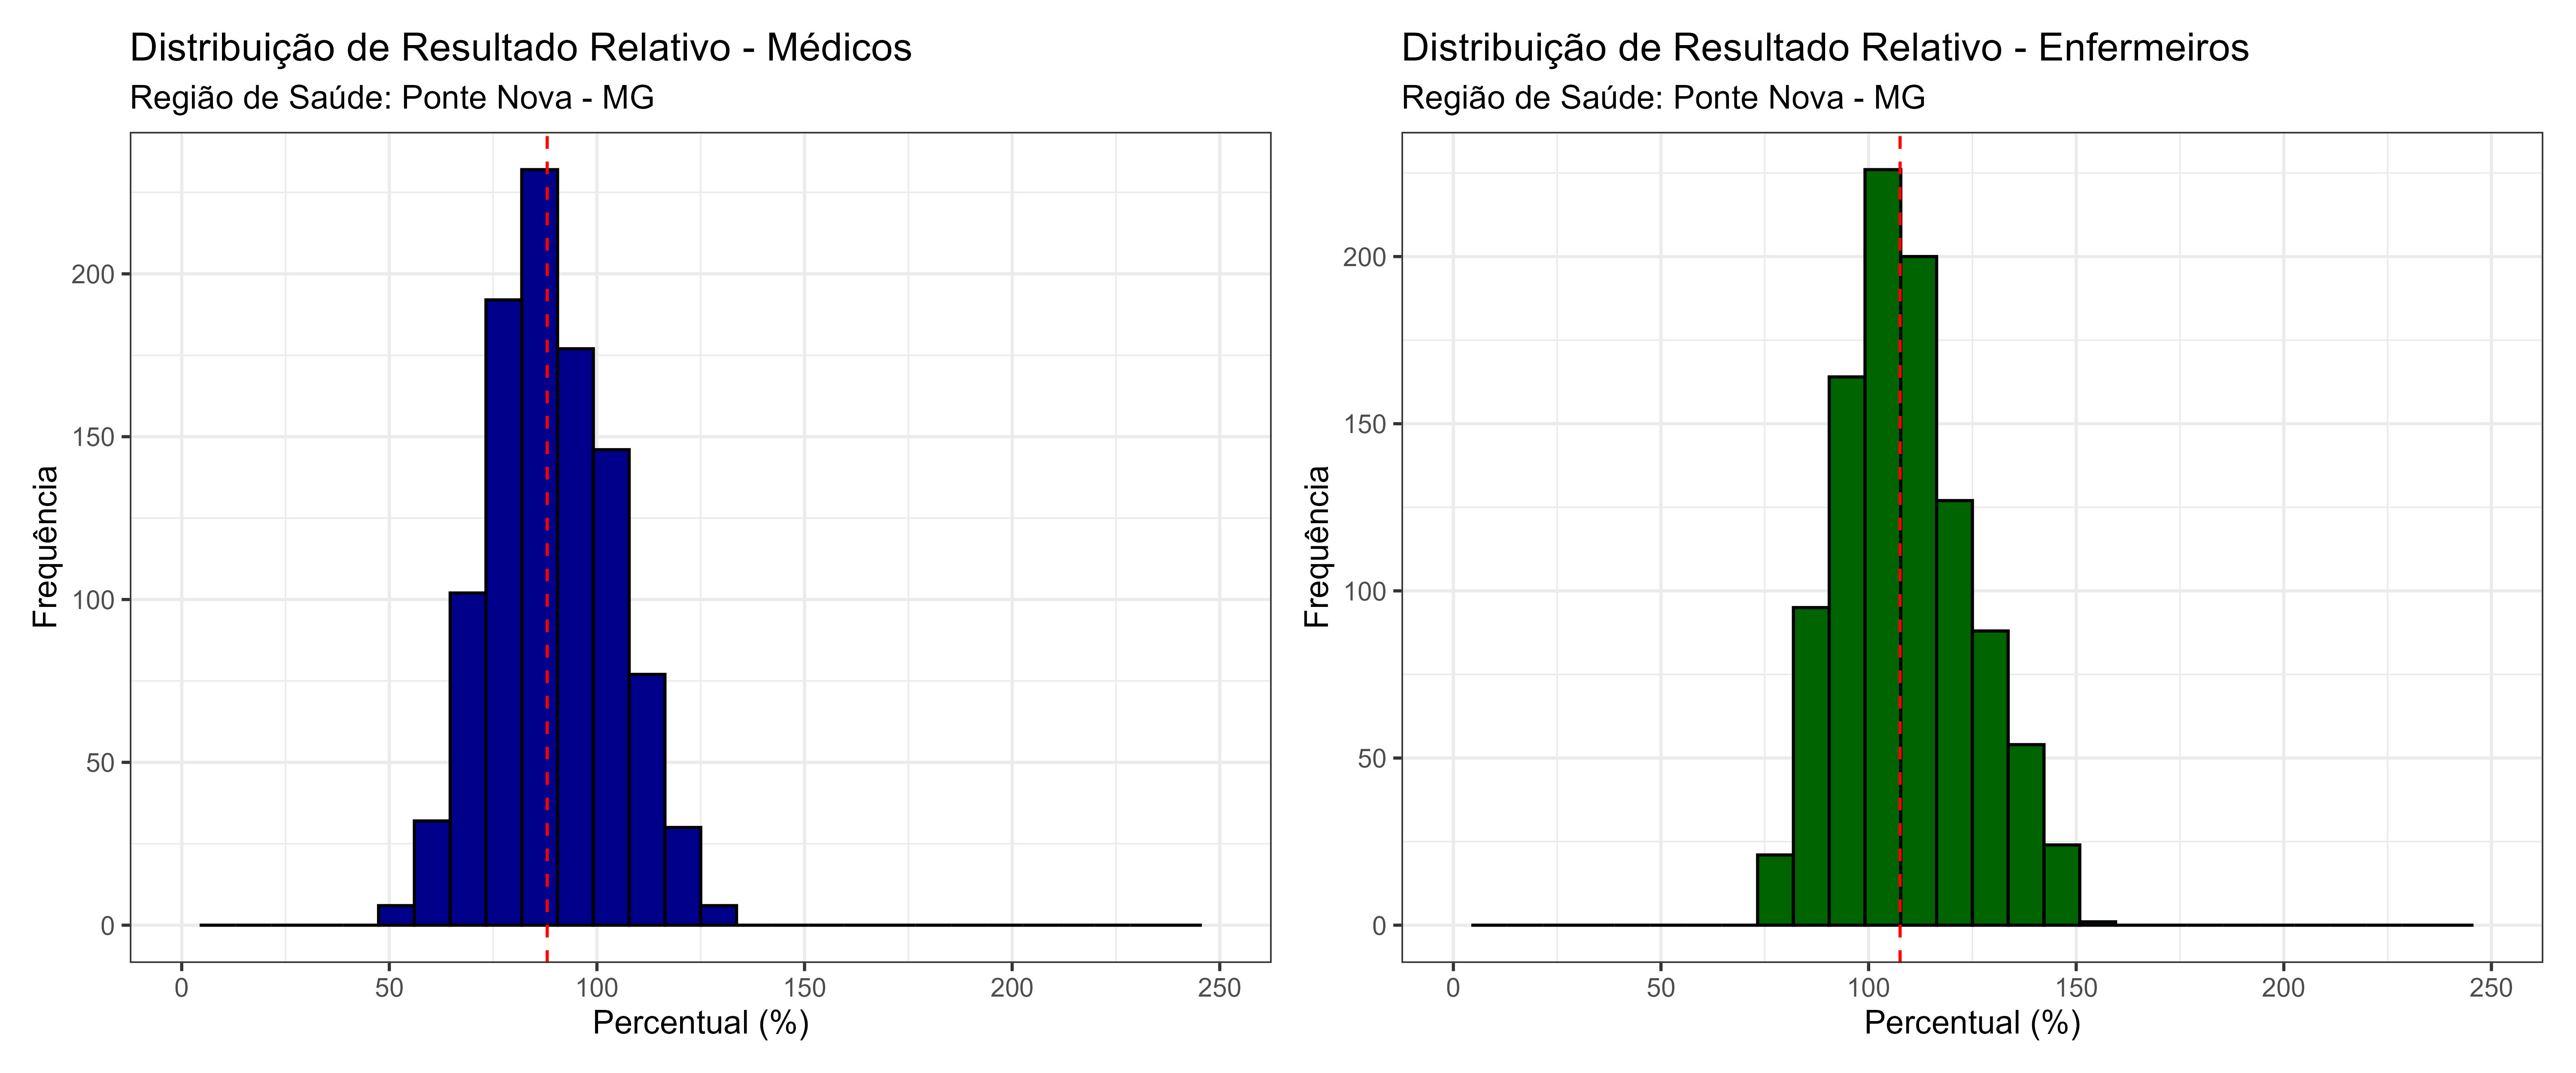 Distribuição de Resultado Relativo - Médicos
Região de Saúde: Ponte Nova - MG
Frequência
200
150
100
50
0
0 50 100 150 200 250
Percentual (%)
Distribuição de Resultado Relativo - Enfermeiros
Região de Saúde: Ponte Nova - MG
Frequência
200
150
100
50
0
0 50 100 150 200 250
Percentual (%)